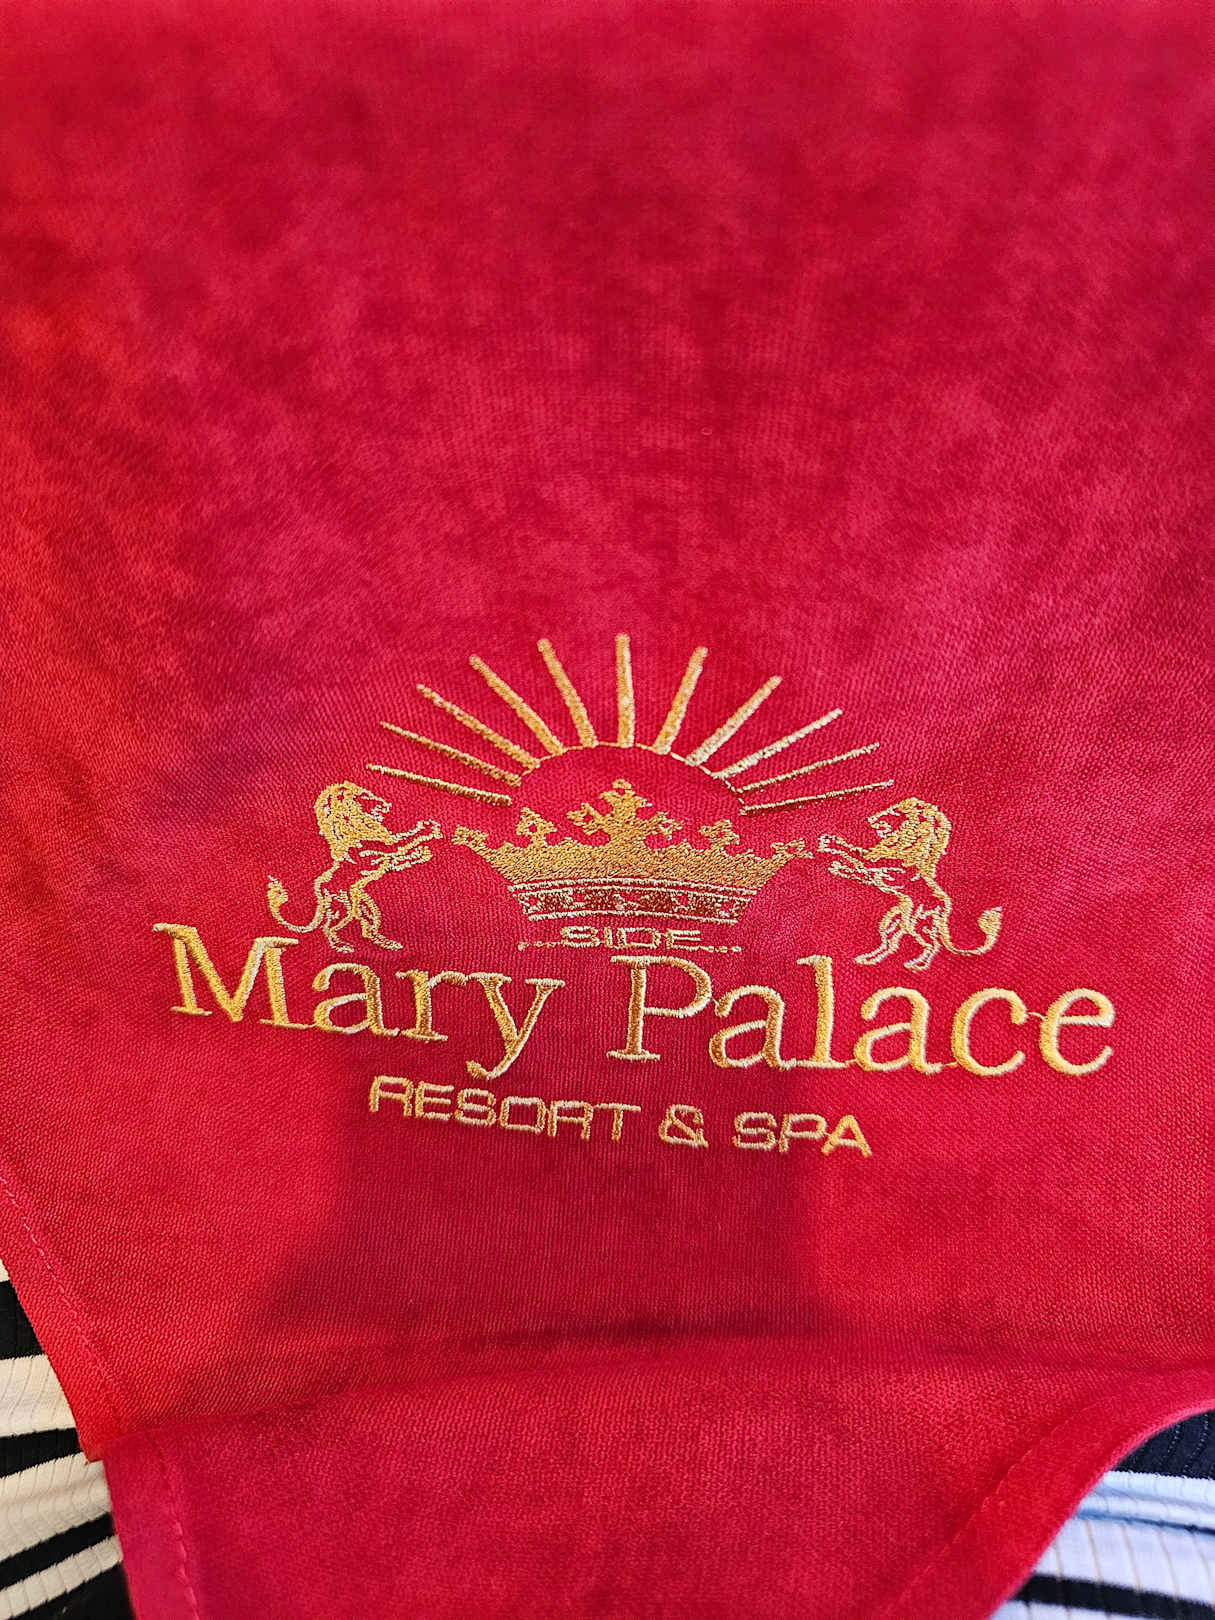 ...SIDE...
Mary Palace
RESORT & SPA